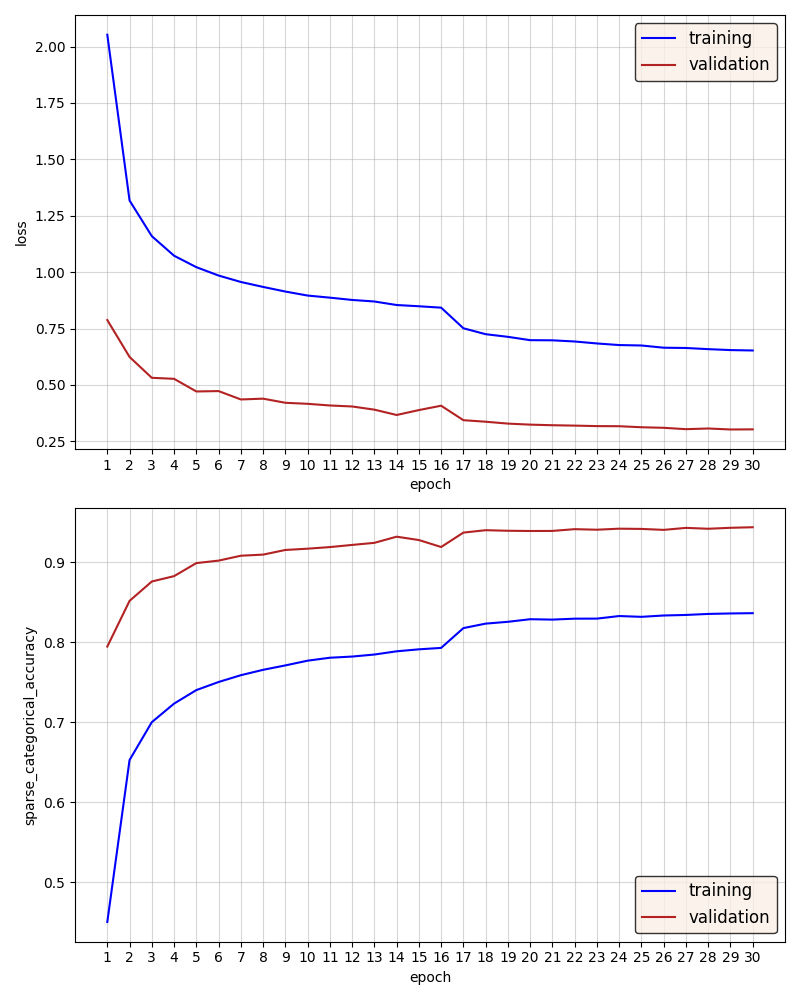 2.00
1.75
1.50
1.25
1.00
0.75
0.50
0.25
loss
training
validation
1 2 3 4 5 6 7 8 9 10 11 12 13 14 15 16 17 18 19 20 21 22 23 24 25 26 27 28 29 30
epoch
0.9
0.8
0.7
0.6
0.5
sparse_categorical_accuracy
training
validation
1 2 3 4 5 6 7 8 9 10 11 12 13 14 15 16 17 18 19 20 21 22 23 24 25 26 27 28 29 30
epoch